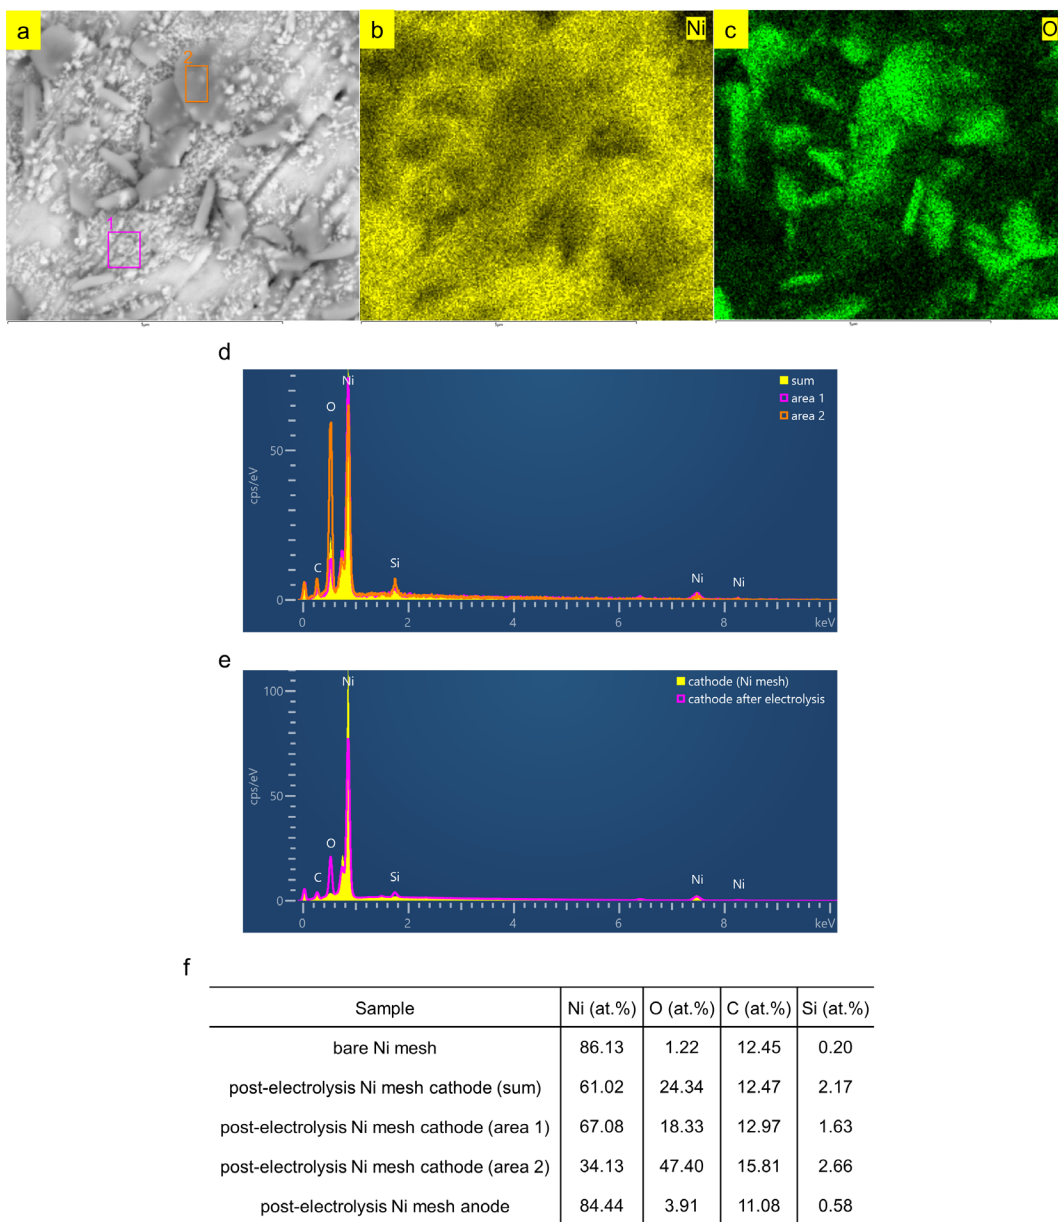 a
b
Ni
c
O
2
1
5μm
5μm
5μm
d
cps/eV
50
0
O
Ni
C
Si
Ni
Ni
sum
area 1
area 2
0
2
4
6
8
keV
e
cps/eV
100
50
0
Ni
O
C
Si
Ni
Ni
cathode (Ni mesh)
cathode after electrolysis
0
2
4
6
8
keV
f
Sample Ni (at.%) O (at.%) C (at.%) Si (at.%)
bare Ni mesh 86.13 1.22 12.45 0.20
post-electrolysis Ni mesh cathode (sum) 61.02 24.34 12.47 2.17
post-electrolysis Ni mesh cathode (area 1) 67.08 18.33 12.97 1.63
post-electrolysis Ni mesh cathode (area 2) 34.13 47.40 15.81 2.66
post-electrolysis Ni mesh anode 84.44 3.91 11.08 0.58